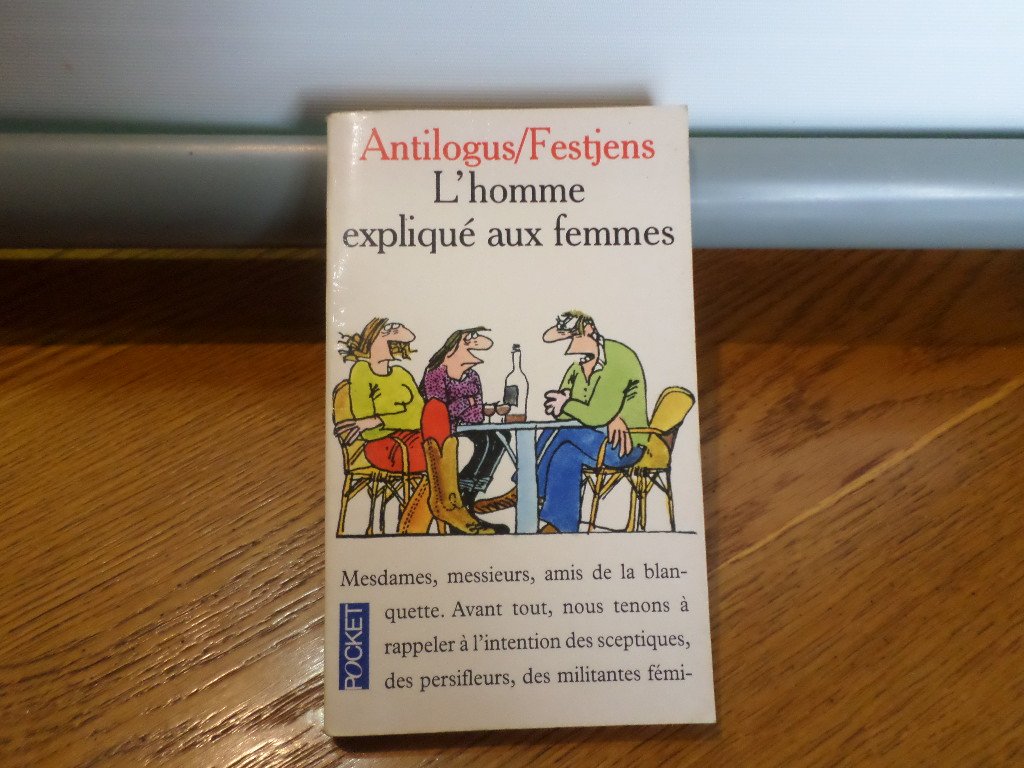 Antilogus/Festjens
L'homme
expliqué aux femmes
Mesdames, messieurs, amis de la blan-
quette. Avant tout, nous tenons à
rappeler à l'intention des sceptiques,
des persifleurs, des militantes fémi-
POCKET